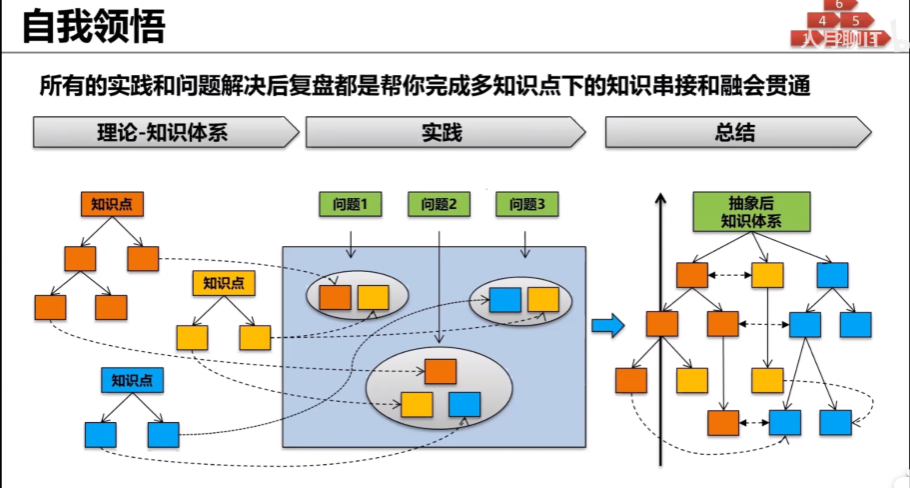 自我领悟
6
4 5
人月聊IT
所有的实践和问题解决后复盘都是帮你完成多知识点下的知识串接和融会贯通
理论-知识体系
实践
总结
知识点
问题1
问题2
问题3
抽象后
知识体系
知识点
知识点